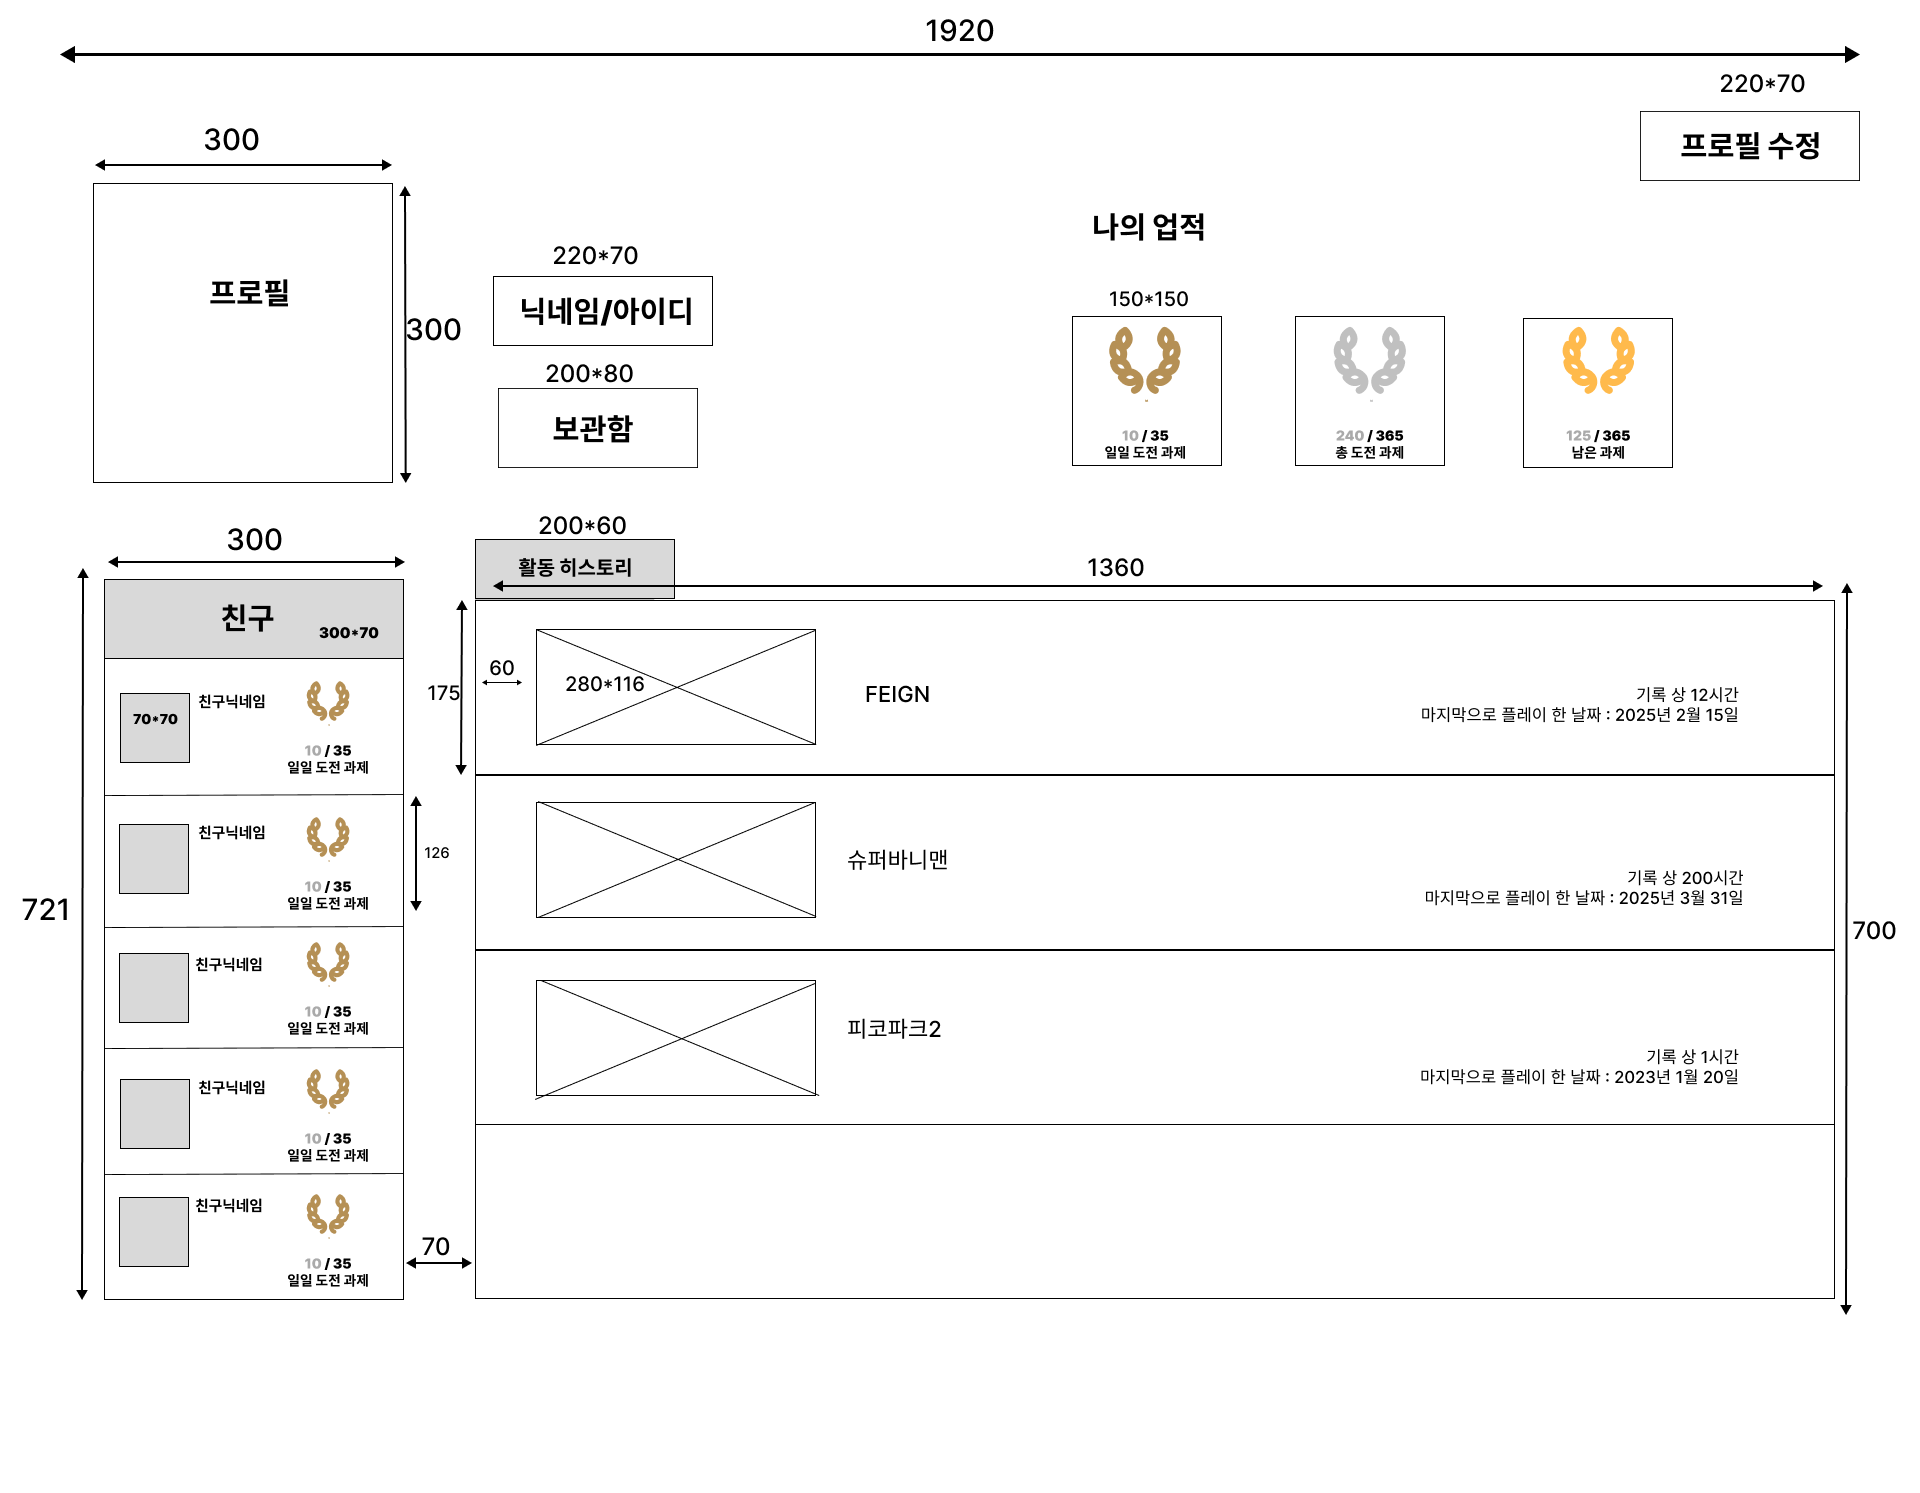 1920
220*70
프로필 수정
300
프로필
300
220*70
닉네임/아이디
200*80
보관함
나의 업적
150*150
10 / 35
일일 도전 과제
240 / 365
총 도전 과제
125 / 365
남은 과제
300
721
친구
300*70
70*70
친구닉네임
10 / 35
일일 도전 과제
친구닉네임
10 / 35
일일 도전 과제
126
친구닉네임
10 / 35
일일 도전 과제
친구닉네임
10 / 35
일일 도전 과제
친구닉네임
10 / 35
일일 도전 과제
70
200*60
활동 히스토리
1360
175
60
280*116
FEIGN
기록 상 12시간
마지막으로 플레이 한 날짜 : 2025년 2월 15일
슈퍼바니맨
기록 상 200시간
마지막으로 플레이 한 날짜 : 2025년 3월 31일
피코파크2
기록 상 1시간
마지막으로 플레이 한 날짜 : 2023년 1월 20일
700